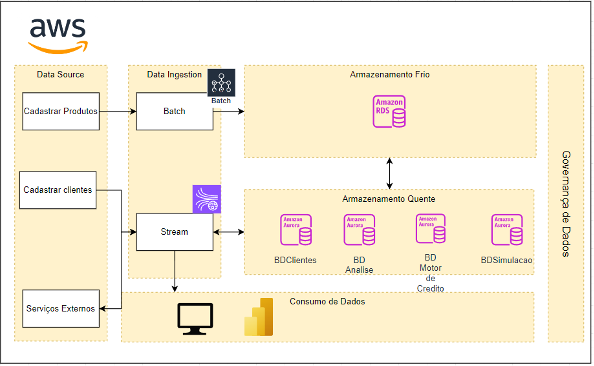 aws
Data Source
Data Ingestion
Armazenamento Frio
Cadastrar Produtos
Batch
Batch
Amazon
RDS
Cadastrar clientes
Stream
Serviços Externos
Armazenamento Quente
Amazon
Aurora
BDClientes
Amazon
Aurora
BD
Analise
Amazon
Aurora
BD
Motor
de
Credito
Amazon
Aurora
BDSimulacao
Consumo de Dados
Governança de Dados